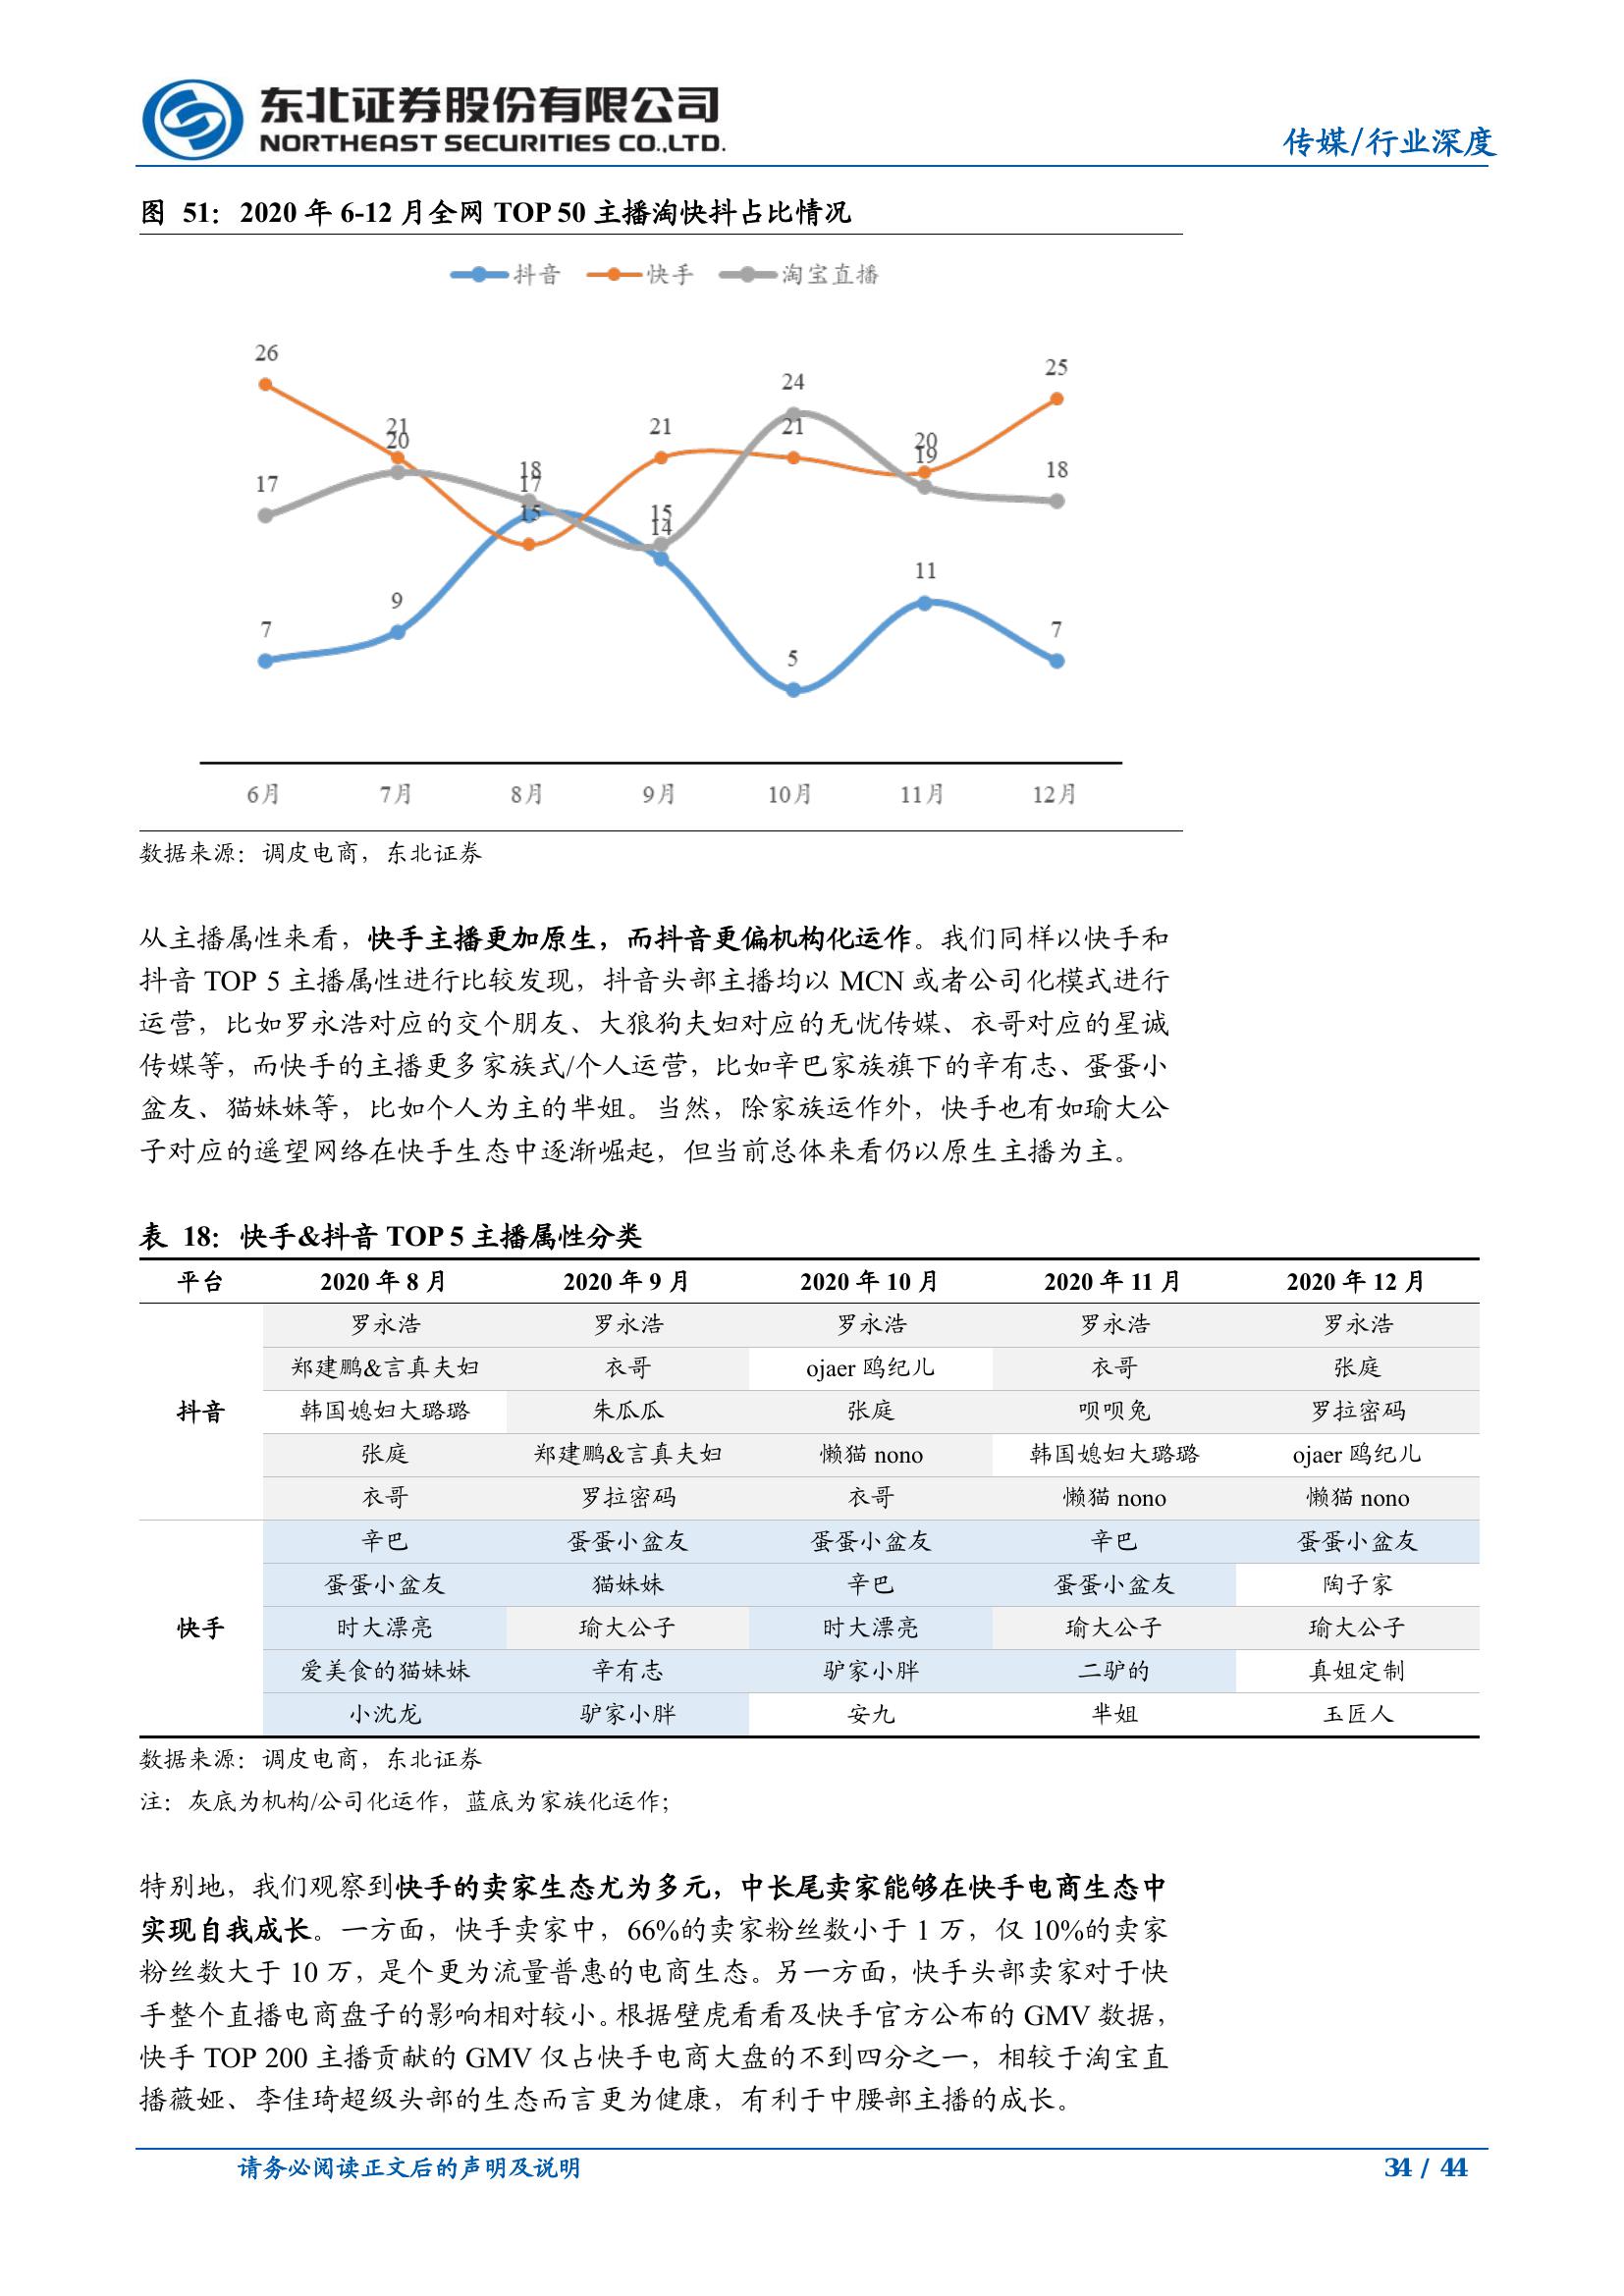 东北证券股份有限公司
NORTHEAST SECURITIES CO.,LTD.
传媒/行业深度
图 51：2020 年 6-12 月全网 TOP 50 主播淘快抖占比情况
抖音 快手 淘宝直播
26
25
24
21 21 21
20 20
19
17 18 18
17
15 15
14
11
9
7 7
5
6月 7月 8月 9月 10月 11月 12月
数据来源：调皮电商，东北证券
从主播属性来看，快手主播更加原生，而抖音更偏机构化运作。我们同样以快手和
抖音 TOP 5 主播属性进行比较发现，抖音头部主播均以 MCN 或者公司化模式进行
运营，比如罗永浩对应的交个朋友、大狼狗夫妇对应的无忧传媒、衣哥对应的星诚
传媒等，而快手的主播更多家族式/个人运营，比如辛巴家族旗下的辛有志、蛋蛋小
盆友、猫妹妹等，比如个人为主的芈姐。当然，除家族运作外，快手也有如瑜大公
子对应的遥望网络在快手生态中逐渐崛起，但当前总体来看仍以原生主播为主。
表 18：快手&抖音 TOP 5 主播属性分类
平台 2020 年 8 月 2020 年 9 月 2020 年 10 月 2020 年 11 月 2020 年 12 月
罗永浩 罗永浩 罗永浩 罗永浩 罗永浩
郑建鹏&言真夫妇 衣哥 ojaer 鸥纪儿 衣哥 张庭
抖音 韩国媳妇大璐璐 朱瓜瓜 张庭 呗呗兔 罗拉密码
张庭 郑建鹏&言真夫妇 懒猫 nono 韩国媳妇大璐璐 ojaer 鸥纪儿
衣哥 罗拉密码 衣哥 懒猫 nono 懒猫 nono
辛巴 蛋蛋小盆友 蛋蛋小盆友 辛巴 蛋蛋小盆友
蛋蛋小盆友 猫妹妹 辛巴 蛋蛋小盆友 陶子家
快手 时大漂亮 瑜大公子 时大漂亮 瑜大公子 瑜大公子
爱美食的猫妹妹 辛有志 驴家小胖 二驴的 真姐定制
小沈龙 驴家小胖 安九 芈姐 玉匠人
数据来源：调皮电商，东北证券
注：灰底为机构/公司化运作，蓝底为家族化运作；
特别地，我们观察到快手的卖家生态尤为多元，中长尾卖家能够在快手电商生态中
实现自我成长。一方面，快手卖家中，66%的卖家粉丝数小于 1 万，仅 10%的卖家
粉丝数大于 10 万，是个更为流量普惠的电商生态。另一方面，快手头部卖家对于快
手整个直播电商盘子的影响相对较小。根据壁虎看看及快手官方公布的 GMV 数据，
快手 TOP 200 主播贡献的 GMV 仅占快手电商大盘的不到四分之一，相较于淘宝直
播薇娅、李佳琦超级头部的生态而言更为健康，有利于中腰部主播的成长。
请务必阅读正文后的声明及说明
34 / 44